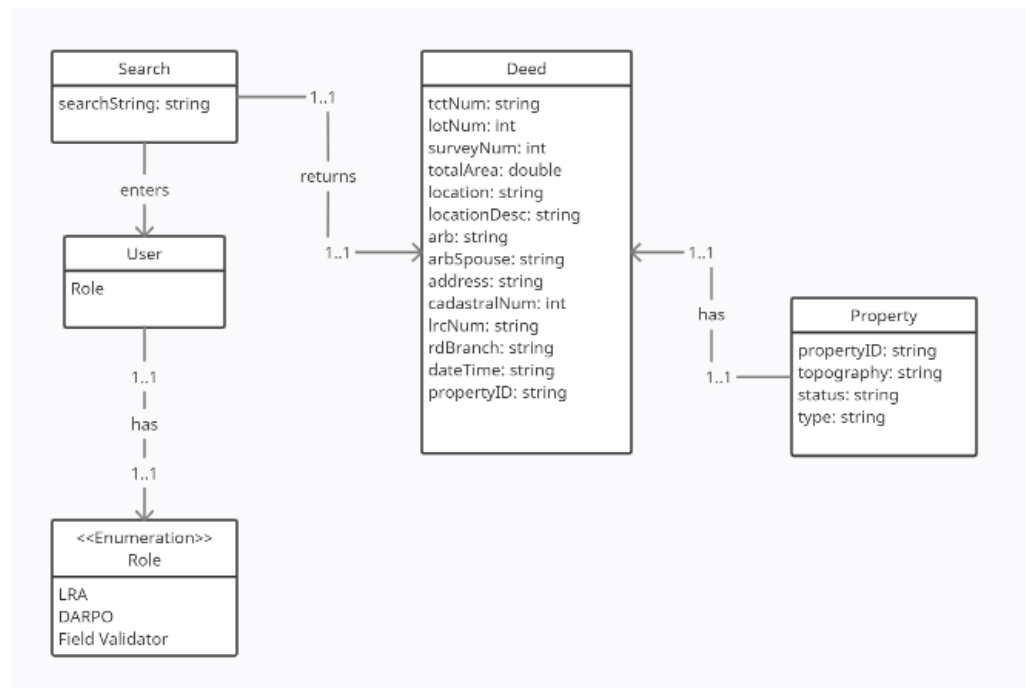 Search
searchString: string
1..1
returns
1..1
enters
User
Role
1..1
has
1..1
<<Enumeration>>
Role
LRA
DARPO
Field Validator
Deed
tctNum: string
lotNum: int
surveyNum: int
totalArea: double
location: string
locationDesc: string
arb: string
arbSpouse: string
address: string
cadastralNum: int
lrcNum: string
rdBranch: string
dateTime: string
propertyID: string
1..1
has
1..1
Property
propertyID: string
topography: string
status: string
type: string